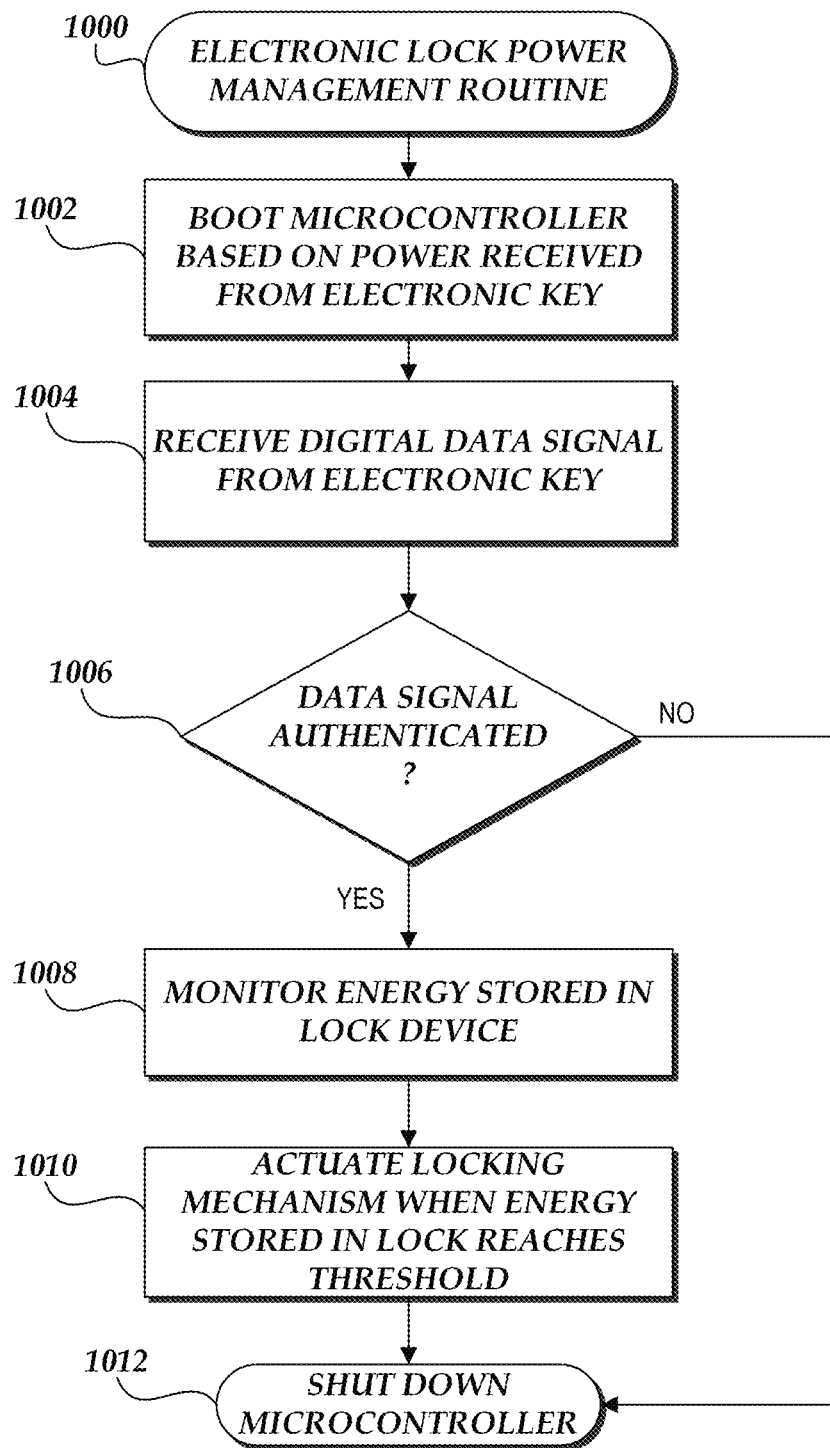 1000
ELECTRONIC LOCK POWER
MANAGEMENT ROUTINE
1002
BOOT MICROCONTROLLER
BASED ON POWER RECEIVED
FROM ELECTRONIC KEY
1004
RECEIVE DIGITAL DATA SIGNAL
FROM ELECTRONIC KEY
1006
DATA SIGNAL
AUTHENTICATED
?
NO
YES
1008
MONITOR ENERGY STORED IN
LOCK DEVICE
1010
ACTUATE LOCKING
MECHANISM WHEN ENERGY
STORED IN LOCK REACHES
THRESHOLD
1012
SHUT DOWN
MICROCONTROLLER